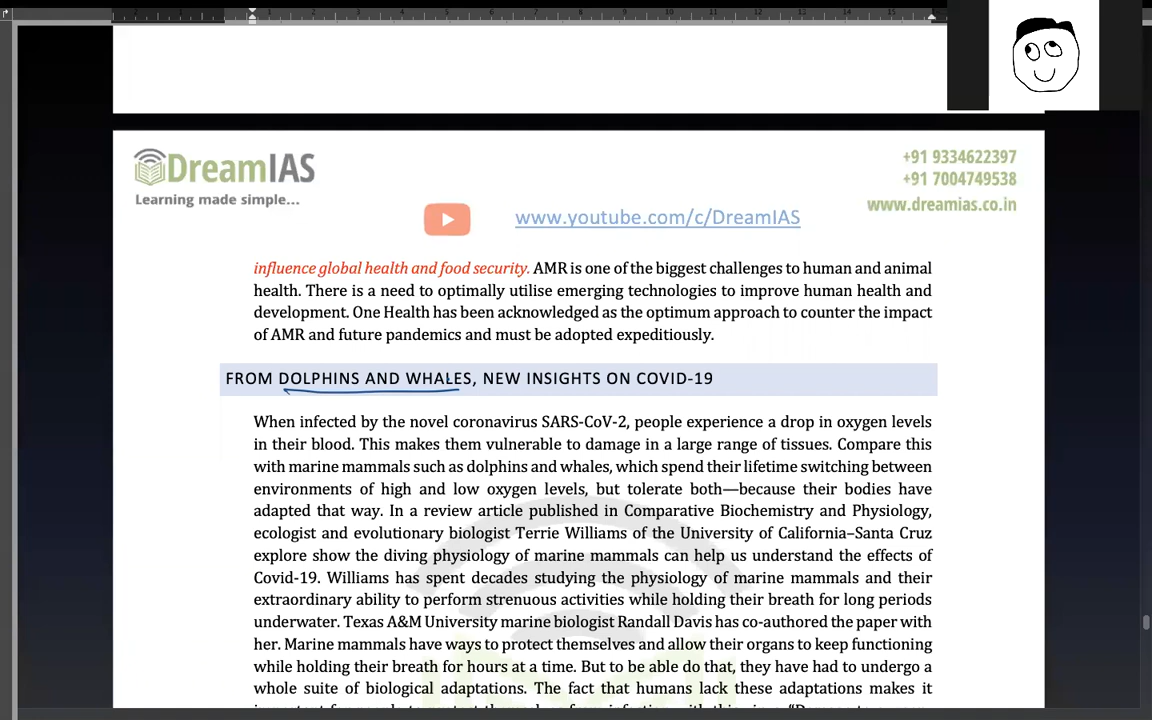 DreamIAS
Learning made simple...
+91 9334622397
+91 7004749538
www.dreamias.co.in
www.youtube.com/c/DreamIAS
influence global health and food security. AMR is one of the biggest challenges to human and animal
health. There is a need to optimally utilise emerging technologies to improve human health and
development. One Health has been acknowledged as the optimum approach to counter the impact
of AMR and future pandemics and must be adopted expeditiously.
FROM DOLPHINS AND WHALES, NEW INSIGHTS ON COVID-19
When infected by the novel coronavirus SARS-CoV-2, people experience a drop in oxygen levels
in their blood. This makes them vulnerable to damage in a large range of tissues. Compare this
with marine mammals such as dolphins and whales, which spend their lifetime switching between
environments of high and low oxygen levels, but tolerate both—because their bodies have
adapted that way. In a review article published in Comparative Biochemistry and Physiology,
ecologist and evolutionary biologist Terrie Williams of the University of California–Santa Cruz
explore show the diving physiology of marine mammals can help us understand the effects of
Covid-19. Williams has spent decades studying the physiology of marine mammals and their
extraordinary ability to perform strenuous activities while holding their breath for long periods
underwater. Texas A&M University marine biologist Randall Davis has co-authored the paper with
her. Marine mammals have ways to protect themselves and allow their organs to keep functioning
while holding their breath for hours at a time. But to be able do that, they have had to undergo a
whole suite of biological adaptations. The fact that humans lack these adaptations makes it